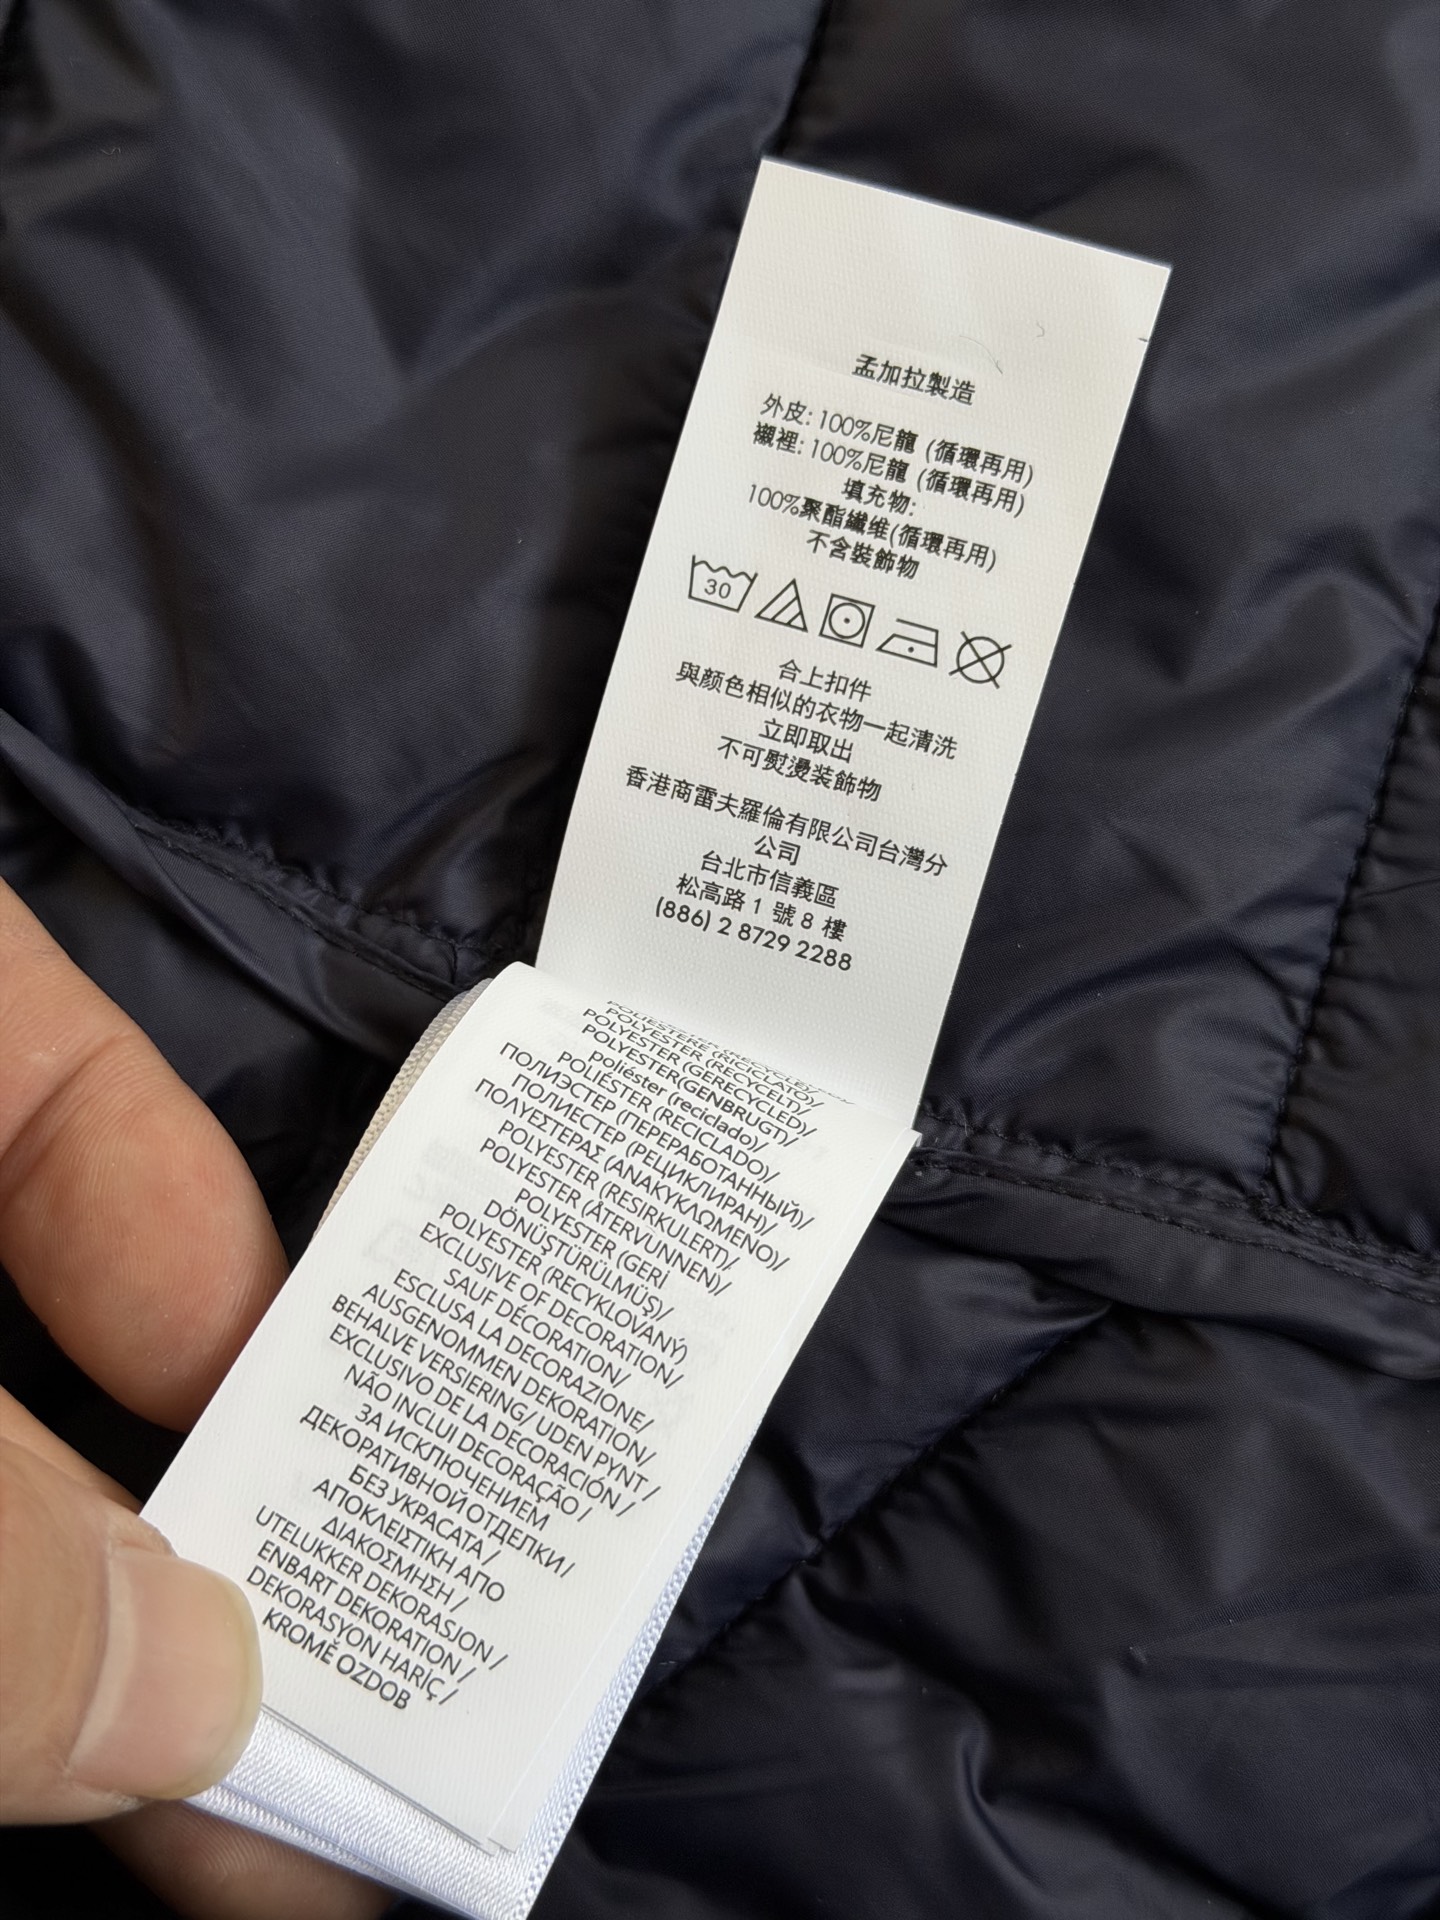 孟加拉製造
外皮: 100%尼龍 (循環再用)
襯裡: 100%尼龍 (循環再用)
填充物:
100%聚酯纖维(循環再用)
不含裝飾物
30
合上扣件
與颜色相似的衣物一起清洗
立即取出
不可熨燙装飾物
香港商雷夫羅倫有限公司台灣分
公司
台北市信義區
松高路 1 號 8 樓
(886) 2 8729 2288
POLIESTERE (RICICLATO)/
POLYESTER (RECYCELD)/
POLYESTER (GERECYCLED)/
POLYESTER(GENBRUGT)/
poliéster (reciclado)/
POLIÉSTER (RECICLADO)/
ПОЛИЭСТЕР (ПЕРЕРАБОТАННЫЙ)/
ПОЛИЕСТЕР (РЕЦИКЛИРАН)/
ΠΟΛΥΕΣΤΕΡΑΣ (ΑΝΑΚΥΚΛΩΜΕΝΟ)/
POLYESTER (RESIRKULERT)/
POLYESTER (ÅTERVUNNEN)/
POLYESTER (GERİ
DÖNÜŞTÜRÜLMÜŞ)/
POLYESTER (RECYKLOVANÝ)
EXCLUSIVE OF DECORATION/
SAUF DÉCORATION/
ESCLUSA LA DECORAZIONE/
AUSGENOMMEN DEKORATION/
BEHALVE VERSIERING/ UDEN PYNT /
EXCLUSIVO DE LA DECORACIÓN /
NÃO INCLUI DECORAÇÃO /
ЗА ИСКЛЮЧЕНИЕМ
ДЕКОРАТИВНОЙ ОТДЕЛКИ /
БЕЗ УКРАСАТА /
ΑΠΟΚΛΕΙΣΤΙΚΗ ΑΠΟ
ΔΙΑΚΟΣΜΗΣΗ /
UTELUKKER DEKORASJON /
ENBART DEKORATION /
DEKORASYON HARİÇ /
KROMĚ OZDOB